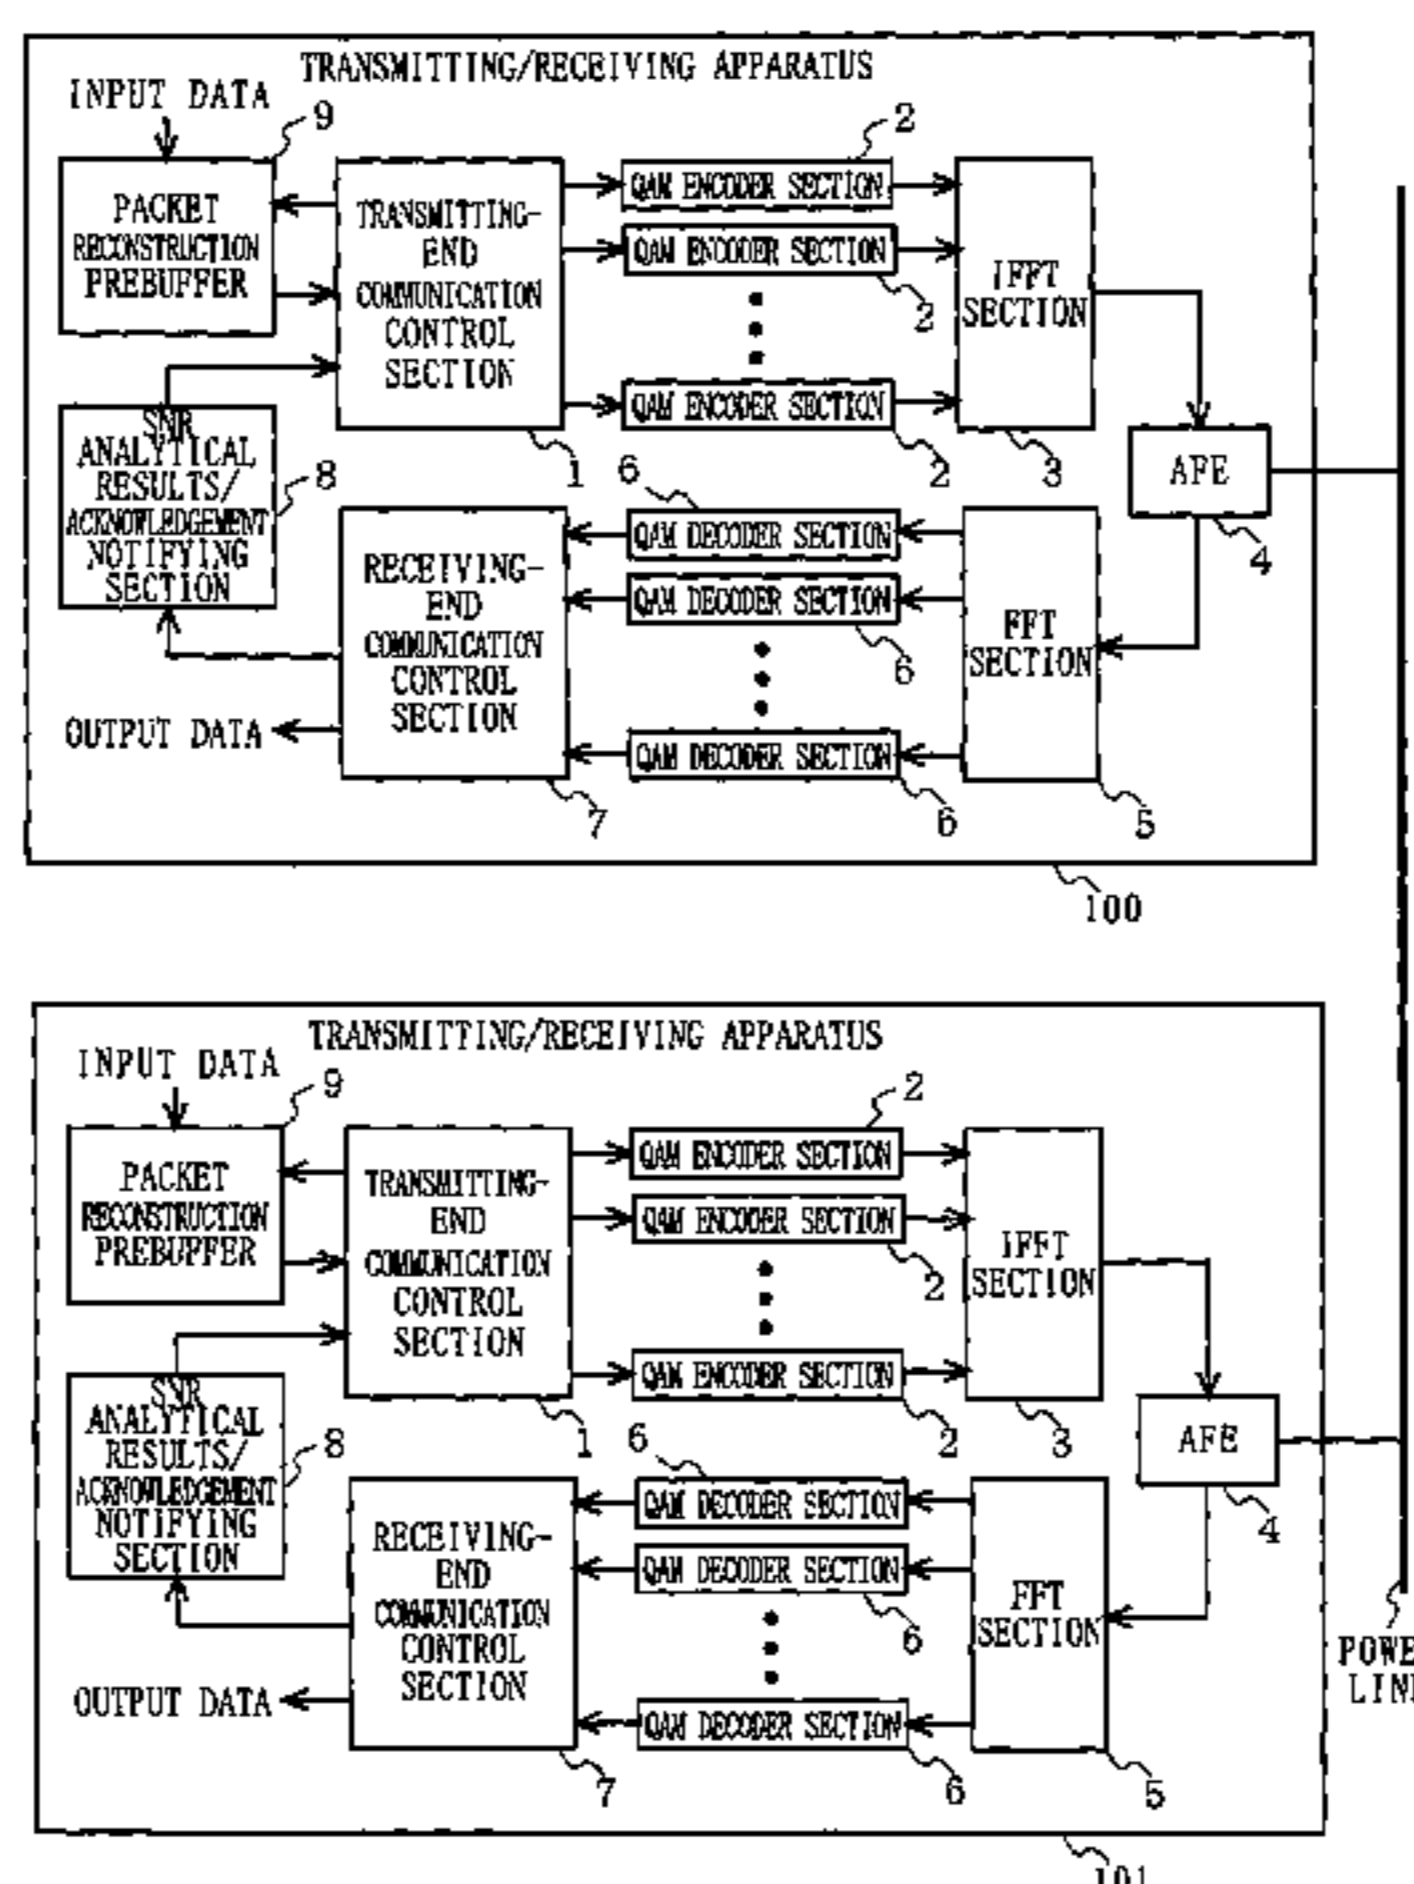 TRANSMITTING/RECEIVING APPARATUS
INPUT DATA
9
2
PACKET
RECONSTRUCTION
PREBUFFER
TRANSMITTING-
END
COMMUNICATION
CONTROL
SECTION
QAM ENCODER SECTION
QAM ENCODER SECTION
2
QAM ENCODER SECTION
IFFT
SECTION
1
2
3
AFE
4
SNR
ANALYTICAL
RESULTS/
ACKNOWLEDGEMENT
NOTIFYING
SECTION
8
6
RECEIVING-
END
COMMUNICATION
CONTROL
SECTION
QAM DECODER SECTION
QAM DECODER SECTION
6
QAM DECODER SECTION
FFT
SECTION
OUTPUT DATA
7
6
5
100
TRANSMITTING/RECEIVING APPARATUS
INPUT DATA
9
2
PACKET
RECONSTRUCTION
PREBUFFER
TRANSMITTING-
END
COMMUNICATION
CONTROL
SECTION
QAM ENCODER SECTION
QAM ENCODER SECTION
2
QAM ENCODER SECTION
IFFT
SECTION
1
2
3
AFE
4
SNR
ANALYTICAL
RESULTS/
ACKNOWLEDGEMENT
NOTIFYING
SECTION
8
6
RECEIVING-
END
COMMUNICATION
CONTROL
SECTION
QAM DECODER SECTION
QAM DECODER SECTION
6
QAM DECODER SECTION
FFT
SECTION
OUTPUT DATA
7
6
5
101